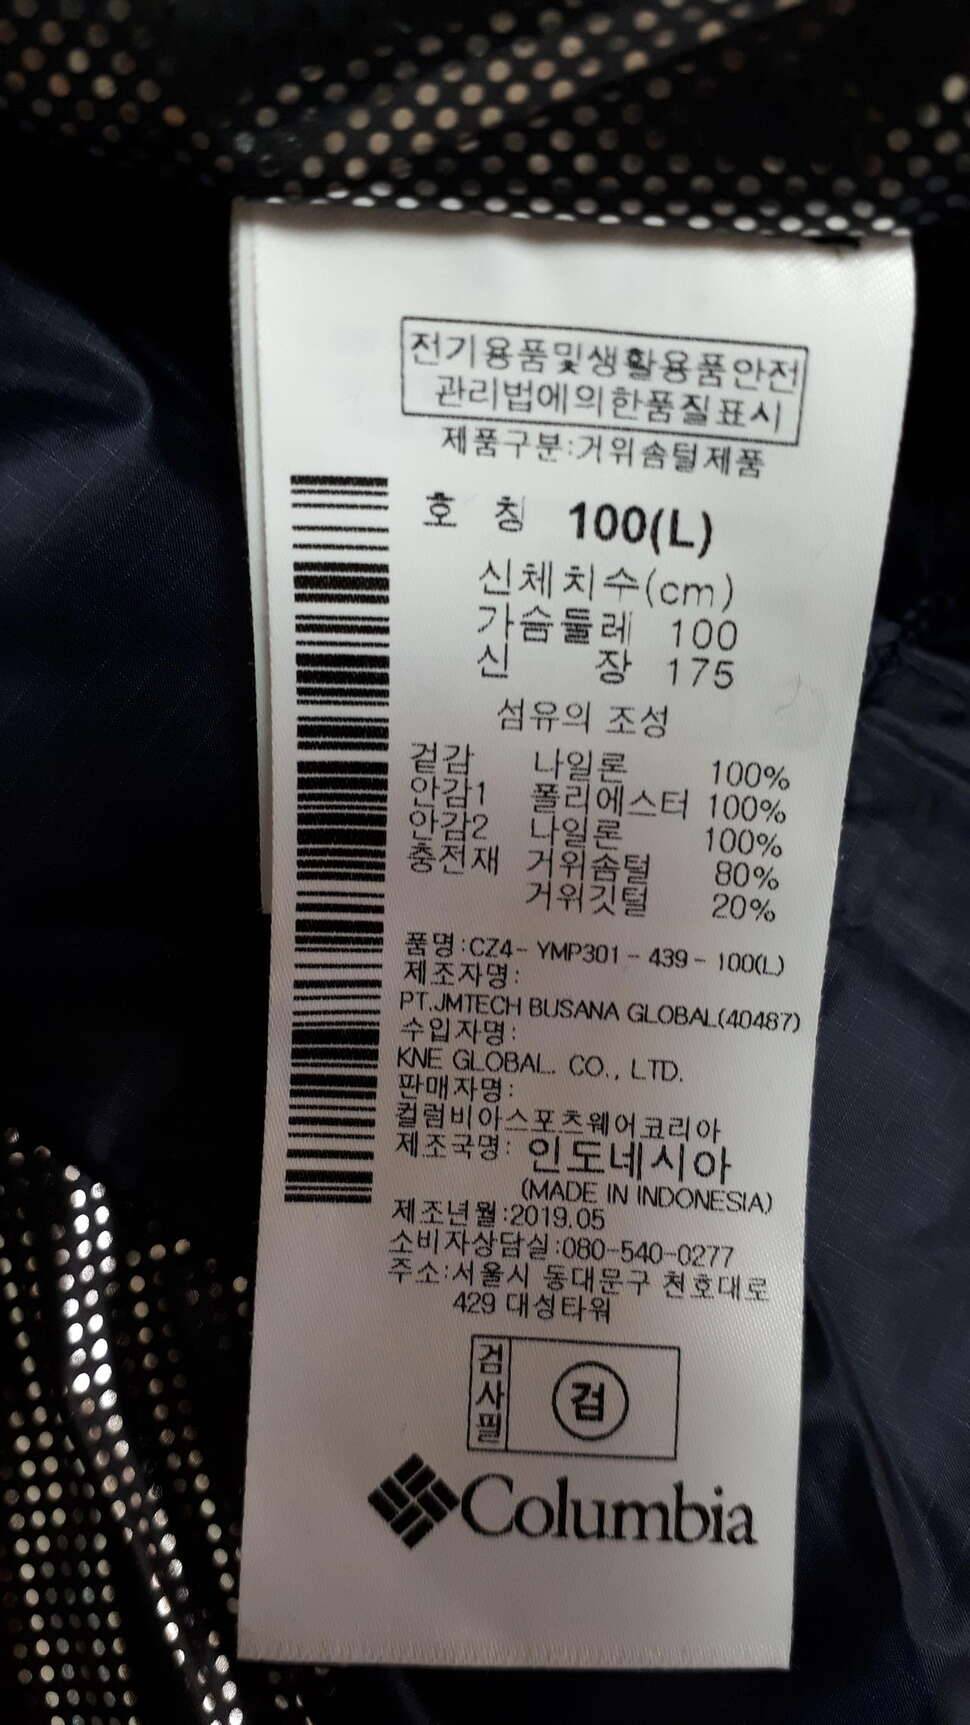 전기용품및생활용품안전
관리법에의한품질표시
제품구분:거위솜털제품
호 칭 100(L)
신체치수(cm)
가슴둘레 100
신 장 175
섬유의 조성
겉감 나일론 100%
안감1 폴리에스터 100%
안감2 나일론 100%
충전재 거위솜털 80%
거위깃털 20%
품명:CZ4- YMP301 - 439 - 100(L)
제조자명:
PT.JMTECH BUSANA GLOBAL(40487)
수입자명:
KNE GLOBAL. CO., LTD.
판매자명:
컬럼비아스포츠웨어코리아
제조국명: 인도네시아
(MADE IN INDONESIA)
제조년월:2019.05
소비자상담실:080-540-0277
주소:서울시 동대문구 천호대로
429 대성타워
검사필 검
Columbia